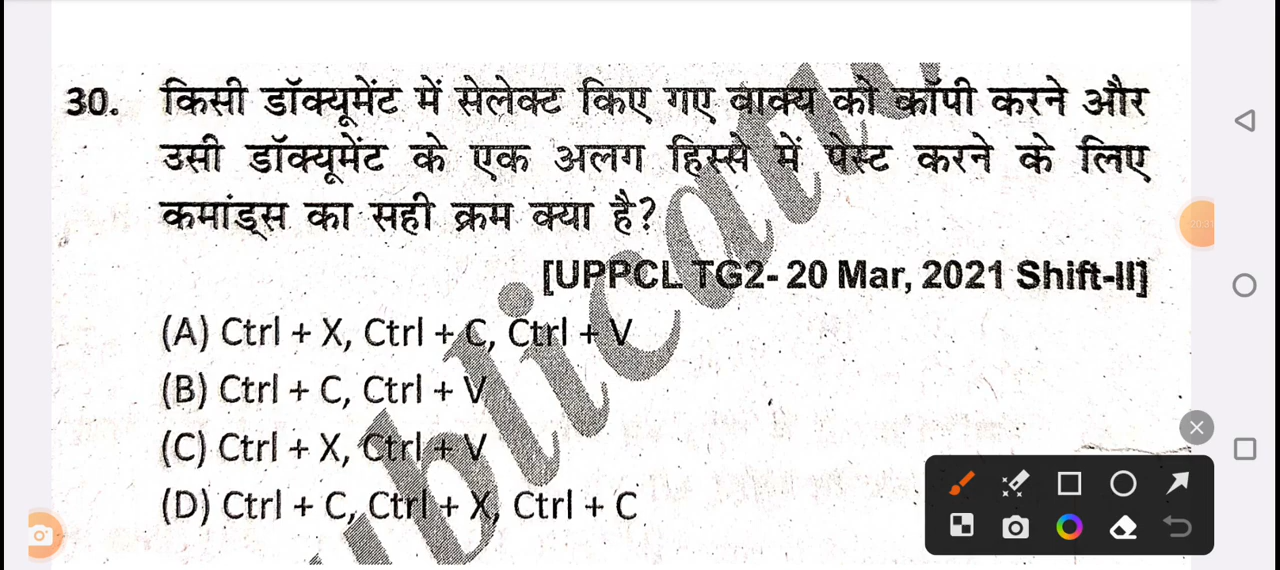 30. किसी डॉक्यूमेंट में सेलेक्ट किए गए वाक्य को कॉपी करने और
उसी डॉक्यूमेंट के एक अलग हिस्से में पेस्ट करने के लिए
कमांड्स का सही क्रम क्या है?
[UPPCL TG2- 20 Mar, 2021 Shift-II]
(A) Ctrl + X, Ctrl + C, Ctrl + V
(B) Ctrl + C, Ctrl + V
(C) Ctrl + X, Ctrl + V
(D) Ctrl + C, Ctrl + X, Ctrl + C